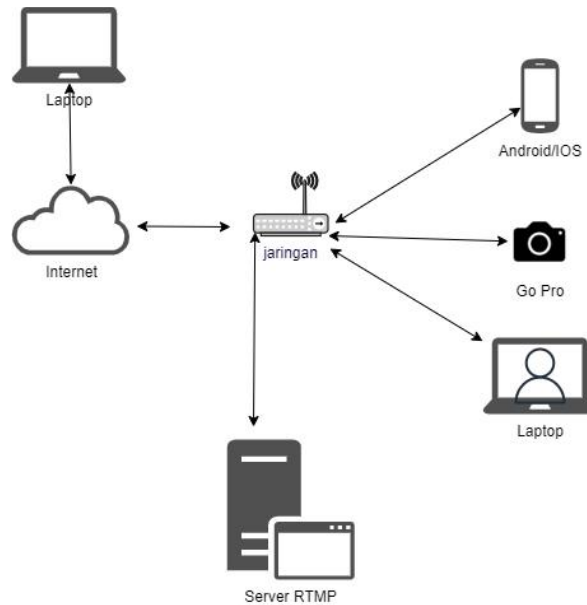 Laptop
Android/IOS
jaringan
Internet
Go Pro
Laptop
Server RTMP